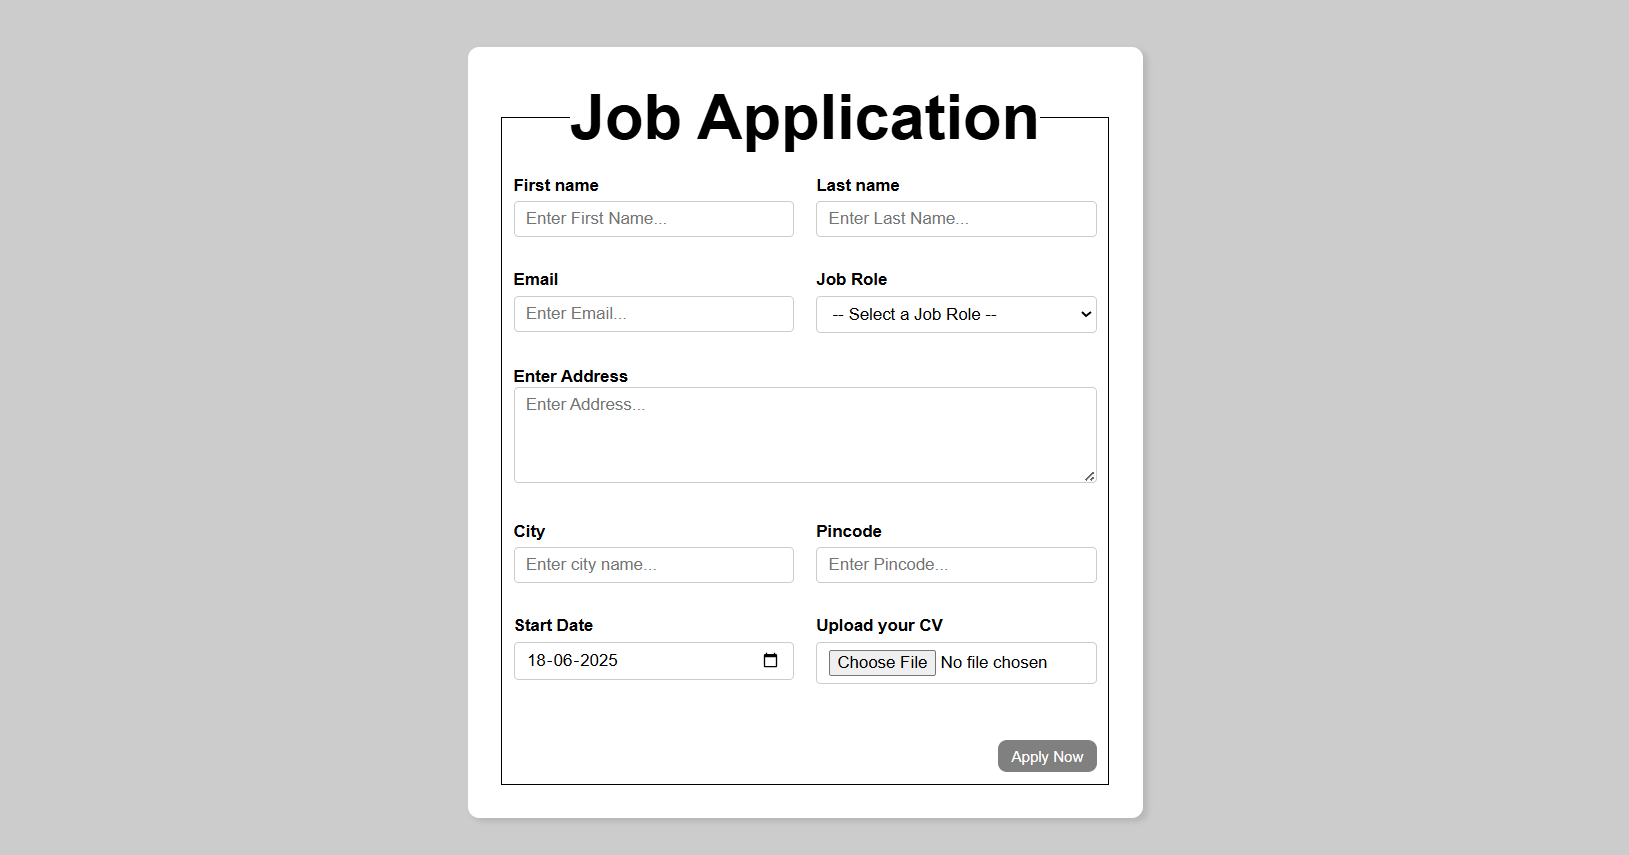 Job Application
First name Last name
Enter First Name... Enter Last Name...
Email Job Role
Enter Email... -- Select a Job Role --
Enter Address
Enter Address...
City Pincode
Enter city name... Enter Pincode...
Start Date Upload your CV
18-06-2025 Choose File No file chosen
Apply Now